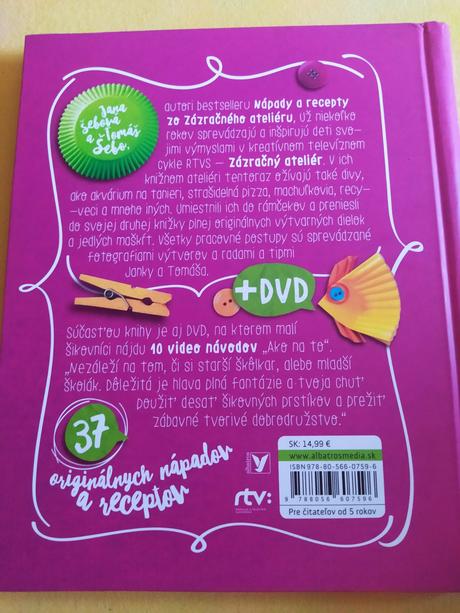 Jana
Šebová
a Tomáš
Šebo,
autori bestselleru Nápady a recepty
zo Zázračného ateliéru. Už niekoľko
rokov sprevádzajú a inšpirujú deti svo-
jimi výmyslami v kreatívnom televíznom
cykle RTVS – Zázračný ateliér. V ich
knižnom ateliéri tentoraz ožívajú také divy,
ako akvárium na tanieri, strašidelná pizza, machuľkovia, recy-
-veci a mnoho iných. Umiestnili ich do rámčekov a preniesli
do svojej druhej knižky plnej originálnych výtvarných dielok
a jedlých maškŕt. Všetky pracovné postupy sú sprevádzané
fotografiami výtvorov a radami a tipmi
Janky a Tomáša.
+DVD
Súčasťou knihy je aj DVD, na ktorom malí
šikovníci nájdu 10 video návodov „Ako na to“.
„Nezáleží na tom, či si starší škôlkar, alebo mladší
školák. Dôležitá je hlava plná fantázie a tvoja chuť
použiť desať šikovných prstíkov a prežiť
zábavné tvorivé dobrodružstvo.“
37
originálnych nápadov
a receptov
albatros
rtv:
SK: 14,99 €
www.albatrosmedia.sk
ISBN 978-80-566-0759-6
9 788056 607596
Pre čitateľov od 5 rokov